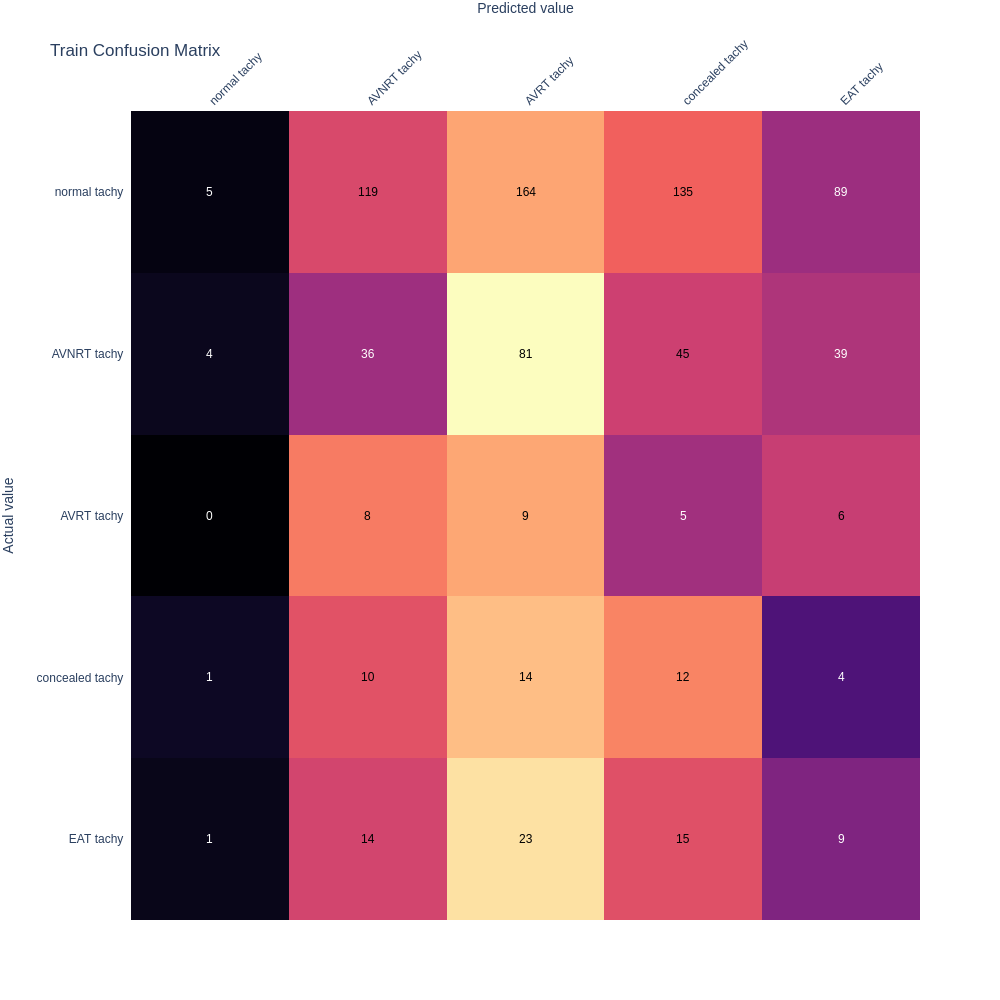 Predicted value
Train Confusion Matrix
normal tachy AVNRT tachy AVRT tachy concealed tachy EAT tachy
normal tachy 5 119 164 135 89
AVNRT tachy 4 36 81 45 39
Actual value
AVRT tachy 0 8 9 5 6
concealed tachy 1 10 14 12 4
EAT tachy 1 14 23 15 9